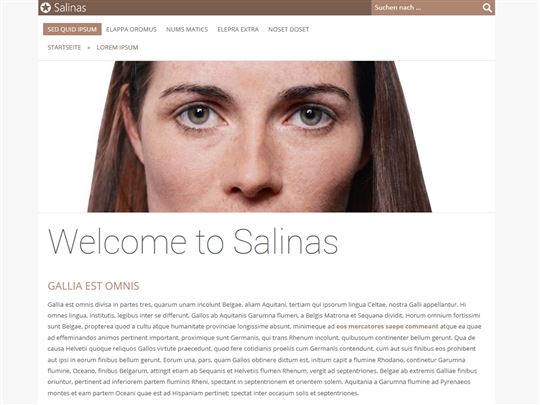 Salinas
Suchen nach ...
SED QUID IPSUM ELAPPA OROMUS NUMS MATICS ELEPRA EXTRA NOSET DOSET
STARTSEITE » LOREM IPSUM
Welcome to Salinas
GALLIA EST OMNIS
Gallia est omnis divisa in partes tres, quarum unam incolunt Belgae, aliam Aquitani, tertiam qui ipsorum lingua Celtae, nostra Galli appellantur. Hi
omnes lingua, institutis, legibus inter se differunt. Gallos ab Aquitanis Garumna flumen, a Belgis Matrona et Sequana dividit. Horum omnium fortissimi
sunt Belgae, propterea quod a cultu atque humanitate provinciae longissime absunt, minimeque ad eos mercatores saepe commeant atque ea quae
ad effeminandos animos pertinent important, proximique sunt Germanis, qui trans Rhenum incolunt, quibuscum continenter bellum gerunt. Qua de
causa Helvetii quoque reliquos Gallos virtute praecedunt, quod fere cotidianis proeliis cum Germanis contendunt, cum aut suis finibus eos prohibent
aut ipsi in eorum finibus bellum gerunt. Eorum una, pars, quam Gallos obtinere dictum est, initium capit a flumine Rhodano, continetur Garumna
flumine, Oceano, finibus Belgarum, attingit etiam ab Sequanis et Helvetiis flumen Rhenum, vergit ad septentriones. Belgae ab extremis Galliae finibus
oriuntur, pertinent ad inferiorem partem fluminis Rheni, spectant in septentrionem et orientem solem. Aquitania a Garumna flumine ad Pyrenaeos
montes et eam partem Oceani quae est ad Hispaniam pertinet; spectat inter occasum solis et septentriones.